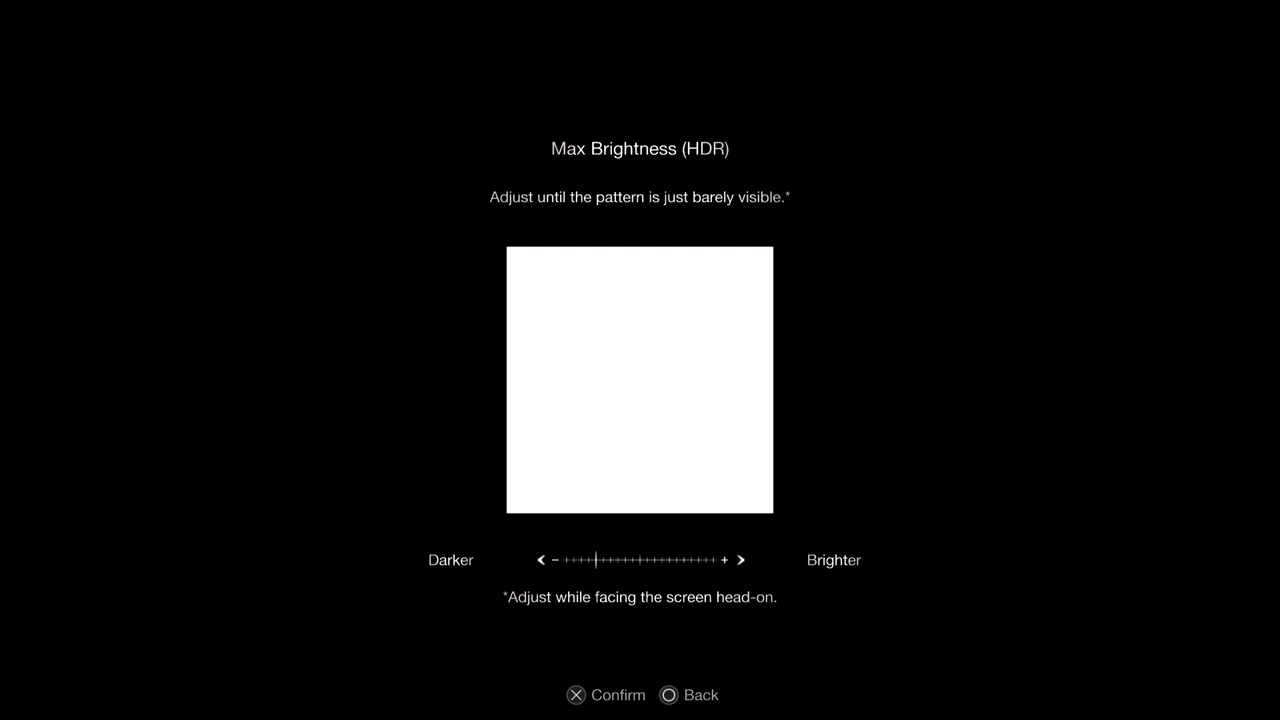 Max Brightness (HDR)
Adjust until the pattern is just barely visible.*
Darker − + Brighter
*Adjust while facing the screen head-on.
Confirm Back